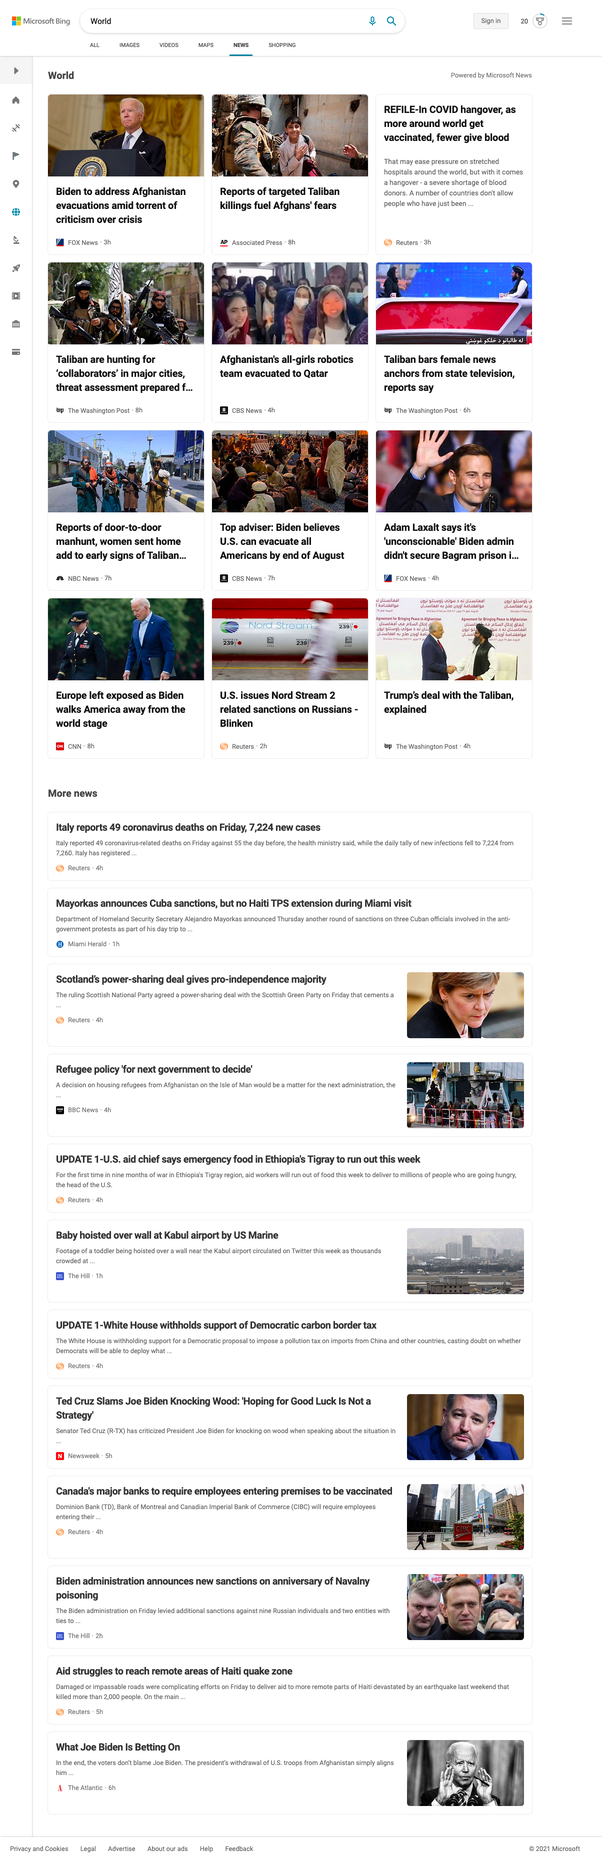 Microsoft Bing
World
Sign in
20
ALL
IMAGES
VIDEOS
MAPS
NEWS
SHOPPING
World
Powered by Microsoft News
Biden to address Afghanistan
evacuations amid torrent of
criticism over crisis
FOX News · 3h
Reports of targeted Taliban
killings fuel Afghans' fears
AP
Associated Press · 8h
REFILE-In COVID hangover, as
more around world get
vaccinated, fewer give blood
That may ease pressure on stretched
hospitals around the world, but with it comes
a hangover - a severe shortage of blood
donors. A number of countries don't allow
people who have just been ...
Reuters · 3h
Taliban are hunting for
'collaborators' in major cities,
threat assessment prepared f...
wp
The Washington Post · 8h
Afghanistan's all-girls robotics
team evacuated to Qatar
CBS News · 4h
Taliban bars female news
anchors from state television,
reports say
wp
The Washington Post · 6h
Reports of door-to-door
manhunt, women sent home
add to early signs of Taliban...
NBC News · 7h
Top adviser: Biden believes
U.S. can evacuate all
Americans by end of August
CBS News · 7h
Adam Laxalt says it's
'unconscionable' Biden admin
didn't secure Bagram prison i...
FOX News · 4h
Europe left exposed as Biden
walks America away from the
world stage
CNN · 8h
Nord Stream
239
239
239
U.S. issues Nord Stream 2
related sanctions on Russians -
Blinken
Reuters · 2h
Agreement for Bringing Peace to Afghanistan
Trump's deal with the Taliban,
explained
wp
The Washington Post · 4h
More news
Italy reports 49 coronavirus deaths on Friday, 7,224 new cases
Italy reported 49 coronavirus-related deaths on Friday against 55 the day before, the health ministry said, while the daily tally of new infections fell to 7,224 from
7,260. Italy has registered ...
Reuters · 4h
Mayorkas announces Cuba sanctions, but no Haiti TPS extension during Miami visit
Department of Homeland Security Secretary Alejandro Mayorkas announced Thursday another round of sanctions on three Cuban officials involved in the anti-
government protests as part of his day trip to ...
Miami Herald · 1h
Scotland's power-sharing deal gives pro-independence majority
The ruling Scottish National Party agreed a power-sharing deal with the Scottish Green Party on Friday that cements a
...
Reuters · 4h
Refugee policy 'for next government to decide'
A decision on housing refugees from Afghanistan on the Isle of Man would be a matter for the next administration, the
...
BBC News · 4h
UPDATE 1-U.S. aid chief says emergency food in Ethiopia's Tigray to run out this week
For the first time in nine months of war in Ethiopia's Tigray region, aid workers will run out of food this week to deliver to millions of people who are going hungry,
the head of the U.S.
Reuters · 4h
Baby hoisted over wall at Kabul airport by US Marine
Footage of a toddler being hoisted over a wall near the Kabul airport circulated on Twitter this week as thousands
crowded at ...
The Hill · 1h
UPDATE 1-White House withholds support of Democratic carbon border tax
The White House is withholding support for a Democratic proposal to impose a pollution tax on imports from China and other countries, casting doubt on whether
Democrats will be able to deploy what ...
Reuters · 4h
Ted Cruz Slams Joe Biden Knocking Wood: 'Hoping for Good Luck Is Not a
Strategy'
Senator Ted Cruz (R-TX) has criticized President Joe Biden for knocking on wood when speaking about the situation in
...
N
Newsweek · 5h
Canada's major banks to require employees entering premises to be vaccinated
Dominion Bank (TD), Bank of Montreal and Canadian Imperial Bank of Commerce (CIBC) will require employees
entering their ...
Reuters · 4h
Biden administration announces new sanctions on anniversary of Navalny
poisoning
The Biden administration on Friday levied additional sanctions against nine Russian individuals and two entities with
ties to ...
The Hill · 2h
Aid struggles to reach remote areas of Haiti quake zone
Damaged or impassable roads were complicating efforts on Friday to deliver aid to more remote parts of Haiti devastated by an earthquake last weekend that
killed more than 2,000 people. On the main ...
Reuters · 5h
What Joe Biden Is Betting On
In the end, the voters don't blame Joe Biden. The president's withdrawal of U.S. troops from Afghanistan simply aligns
him ...
The Atlantic · 6h
Privacy and Cookies
Legal
Advertise
About our ads
Help
Feedback
© 2021 Microsoft